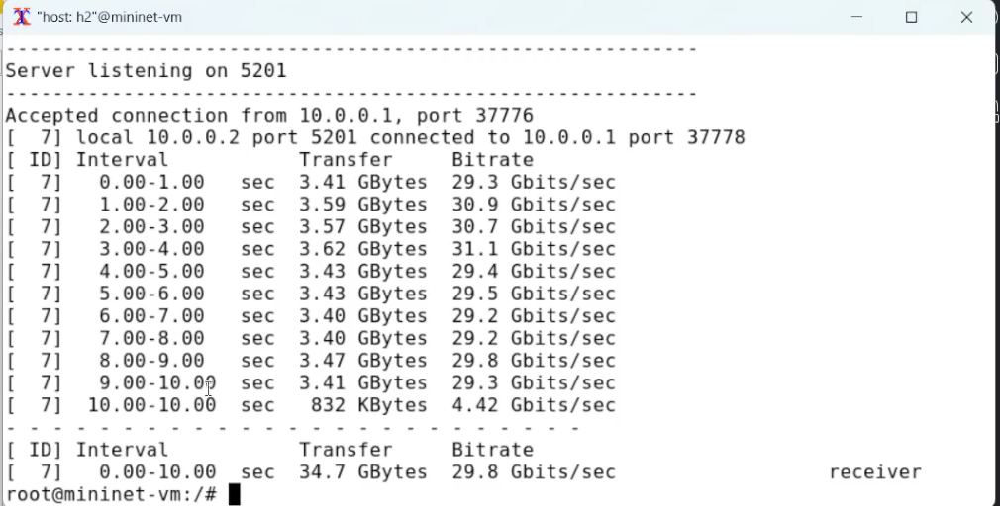 "host: h2"@mininet-vm
-----------------------------------------------------------
Server listening on 5201
-----------------------------------------------------------
Accepted connection from 10.0.0.1, port 37776
[  7] local 10.0.0.2 port 5201 connected to 10.0.0.1 port 37778
[ ID] Interval           Transfer     Bitrate
[  7]   0.00-1.00   sec  3.41 GBytes  29.3 Gbits/sec
[  7]   1.00-2.00   sec  3.59 GBytes  30.9 Gbits/sec
[  7]   2.00-3.00   sec  3.57 GBytes  30.7 Gbits/sec
[  7]   3.00-4.00   sec  3.62 GBytes  31.1 Gbits/sec
[  7]   4.00-5.00   sec  3.43 GBytes  29.4 Gbits/sec
[  7]   5.00-6.00   sec  3.43 GBytes  29.5 Gbits/sec
[  7]   6.00-7.00   sec  3.40 GBytes  29.2 Gbits/sec
[  7]   7.00-8.00   sec  3.40 GBytes  29.2 Gbits/sec
[  7]   8.00-9.00   sec  3.47 GBytes  29.8 Gbits/sec
[  7]   9.00-10.00  sec  3.41 GBytes  29.3 Gbits/sec
[  7]  10.00-10.00  sec   832 KBytes  4.42 Gbits/sec
- - - - - - - - - - - - - - - - - - - - - - - - -
[ ID] Interval           Transfer     Bitrate
[  7]   0.00-10.00  sec  34.7 GBytes  29.8 Gbits/sec                  receiver
root@mininet-vm:/#